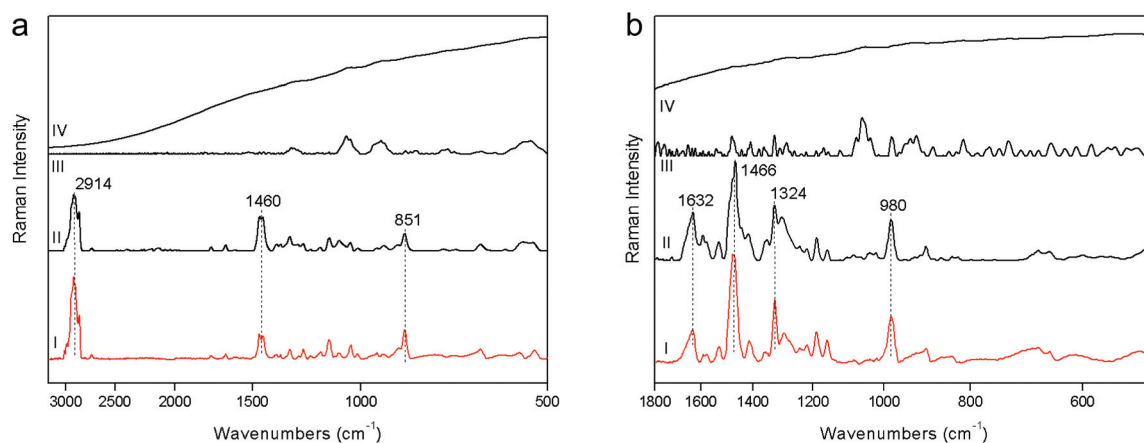 a
Raman Intensity
IV
III
2914
1460
851
II
I
3000 2500 2000 1500 1000 500
Wavenumbers (cm⁻¹)
b
Raman Intensity
IV
III
1466
1632
1324
980
II
I
1800 1600 1400 1200 1000 800 600
Wavenumbers (cm⁻¹)